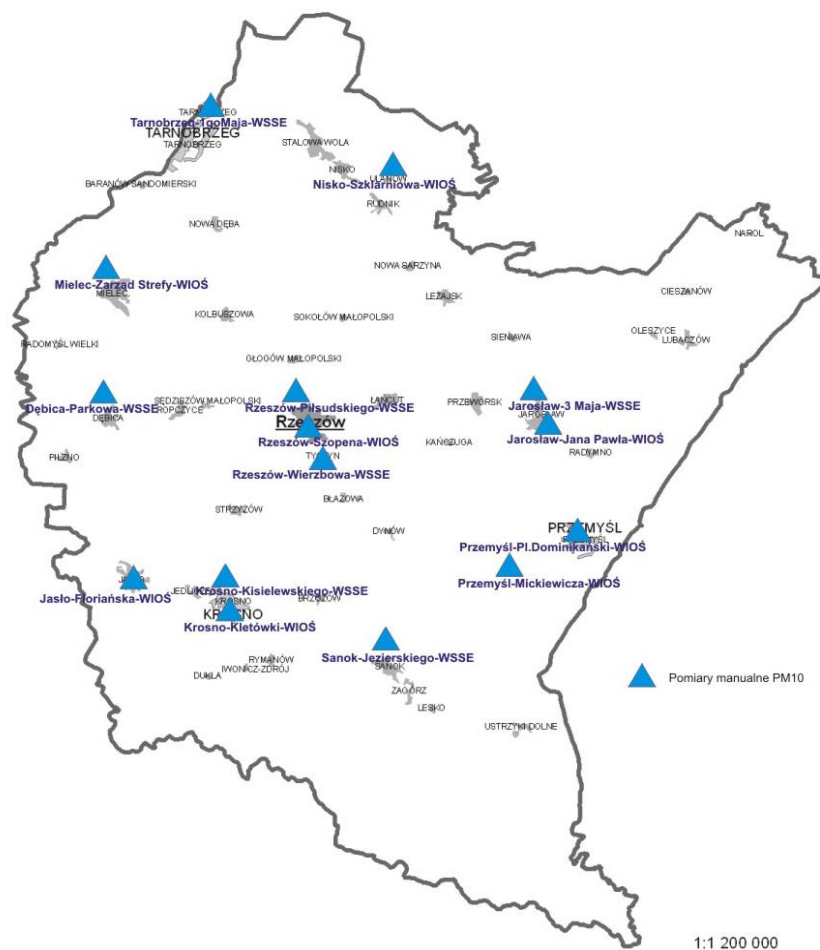 TARNOBRZEG
Tarnobrzeg-1goMaja-WSSE
TARNOBRZEG
TARNOBRZEG
STALOWA WOLA
NISKO
ULANÓW
Nisko-Szklarniowa-WIOŚ
BARANÓW SANDOMIERSKI
RUDNIK
NOWA DĘBA
NAROL
NOWA SARZYNA
Mielec-Zarząd Strefy-WIOŚ
MIELEC
LEŻAJSK
CIESZANÓW
KOLBUSZOWA
SOKOŁÓW MAŁOPOLSKI
OLESZYCE
LUBACZÓW
RADOMYŚL WIELKI
SIENIAWA
GŁOGÓW MAŁOPOLSKI
SĘDZISZÓW MAŁOPOLSKI
ŁAŃCUT
PRZEWORSK
Dębica-Parkowa-WSSE
ROPCZYCE
Rzeszów-Piłsudskiego-WSSE
Jarosław-3 Maja-WSSE
DĘBICA
Rzeszów
JAROSŁAW
Rzeszów-Szopena-WIOŚ
KAŃCZUGA
Jarosław-Jana Pawła-WIOŚ
PILZNO
TYCZYN
RADYMNO
Rzeszów-Wierzbowa-WSSE
BŁAŻOWA
STRZYŻÓW
DYNÓW
PRZEMYŚL
PRZEMYŚL
Przemyśl-Pl.Dominikański-WIOŚ
Przemyśl-Mickiewicza-WIOŚ
Krosno-Kisielewskiego-WSSE
Jasło-Floriańska-WIOŚ
BRZOZÓW
KROSNO
KROSNO
Krosno-Kletówki-WIOŚ
Sanok-Jezierskiego-WSSE
RYMANÓW
SANOK
IWONICZ-ZDRÓJ
DUKLA
Pomiary manualne PM10
ZAGÓRZ
LESKO
USTRZYKI DOLNE
1:1 200 000